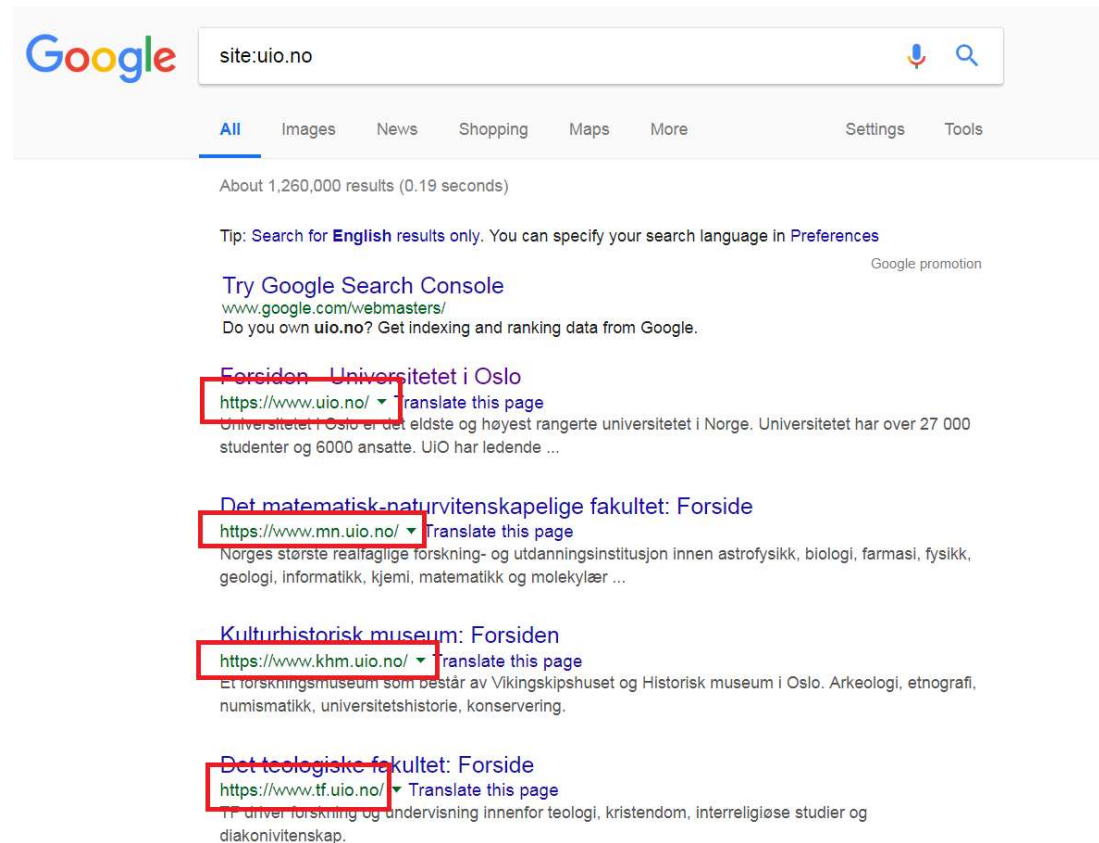 Google
site:uio.no
All Images News Shopping Maps More Settings Tools
About 1,260,000 results (0.19 seconds)
Tip: Search for English results only. You can specify your search language in Preferences
Google promotion
Try Google Search Console
www.google.com/webmasters/
Do you own uio.no? Get indexing and ranking data from Google.
Forsiden - Universitetet i Oslo
https://www.uio.no/ Translate this page
Universitetet i Oslo er det eldste og høyest rangerte universitetet i Norge. Universitetet har over 27 000
studenter og 6000 ansatte. UiO har ledende ...
Det matematisk-naturvitenskapelige fakultet: Forside
https://www.mn.uio.no/ Translate this page
Norges største realfaglige forskning- og utdanningsinstitusjon innen astrofysikk, biologi, farmasi, fysikk,
geologi, informatikk, kjemi, matematikk og molekylær ...
Kulturhistorisk museum: Forsiden
https://www.khm.uio.no/ Translate this page
Et forskningsmuseum som består av Vikingskipshuset og Historisk museum i Oslo. Arkeologi, etnografi,
numismatikk, universitetshistorie, konservering.
Det teologiske fakultet: Forside
https://www.tf.uio.no/ Translate this page
TF driver forskning og undervisning innenfor teologi, kristendom, interreligiøse studier og
diakonivitenskap.